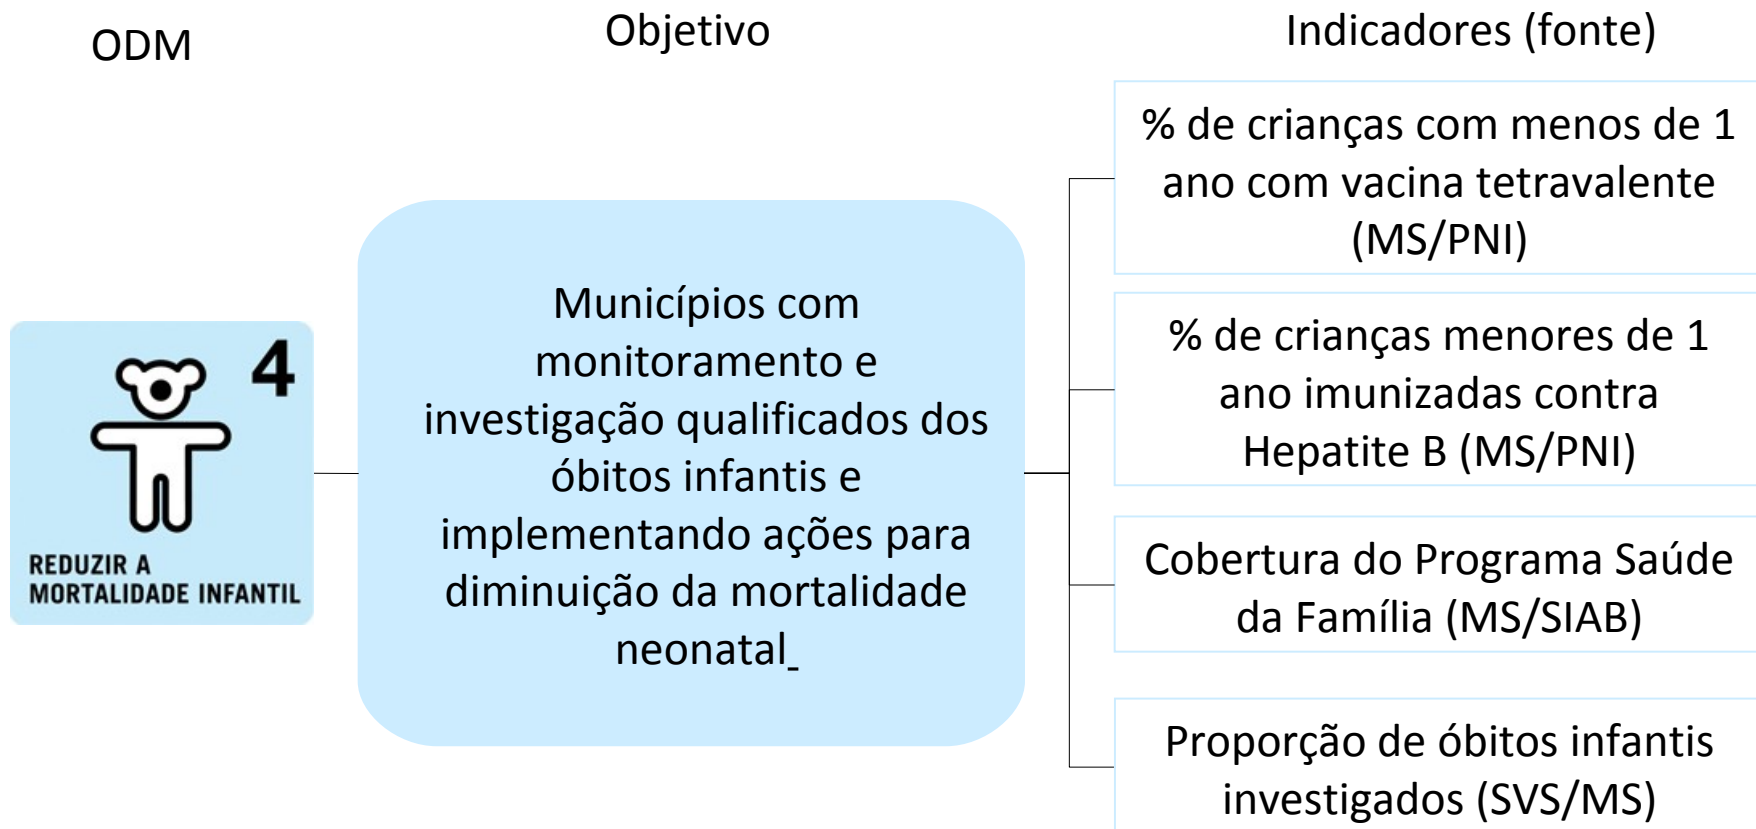 ODM
Objetivo
Indicadores (fonte)
4
REDUZIR A
MORTALIDADE INFANTIL
Municípios com
monitoramento e
investigação qualificados dos
óbitos infantis e
implementando ações para
diminuição da mortalidade
neonatal
% de crianças com menos de 1
ano com vacina tetravalente
(MS/PNI)
% de crianças menores de 1
ano imunizadas contra
Hepatite B (MS/PNI)
Cobertura do Programa Saúde
da Família (MS/SIAB)
Proporção de óbitos infantis
investigados (SVS/MS)